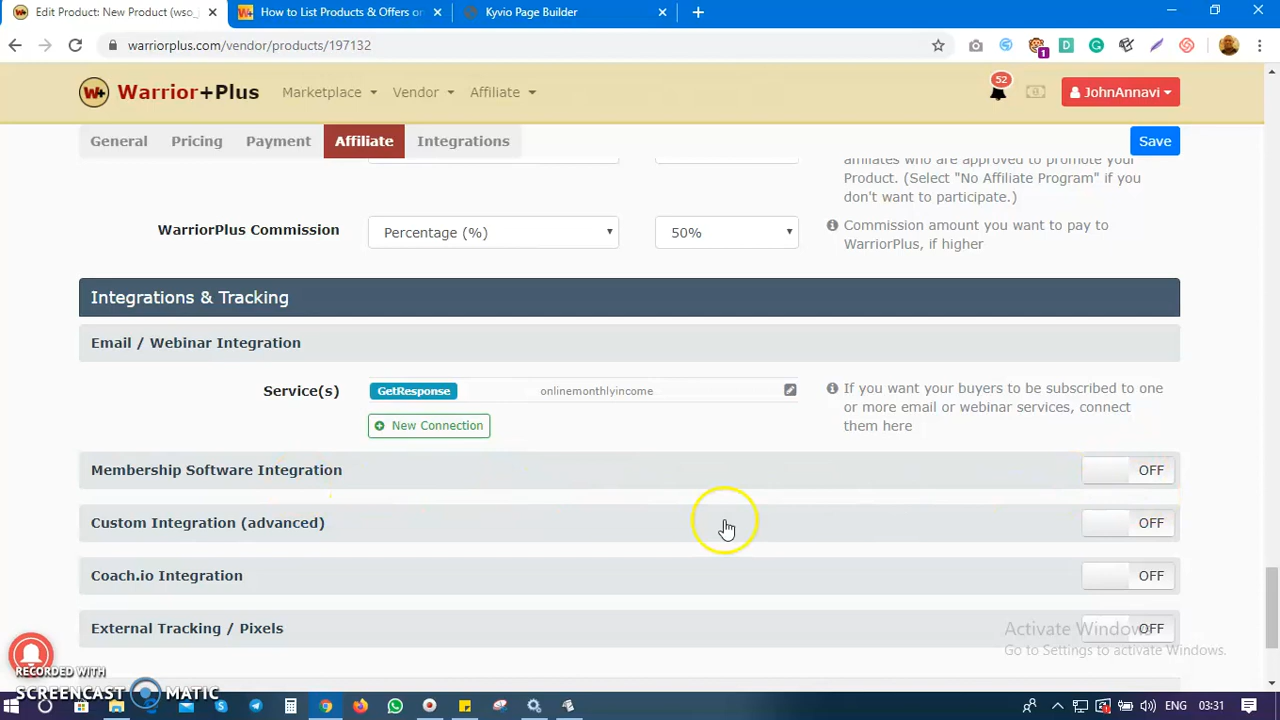 Edit Product: New Product (wso_
How to List Products & Offers on
Kyvio Page Builder
warriorplus.com/vendor/products/197132
1
W+ Warrior+Plus
Marketplace
Vendor
Affiliate
52
JohnAnnavi
General
Pricing
Payment
Affiliate
Integrations
Save
affiliates who are approved to promote your
Product. (Select "No Affiliate Program" if you
don't want to participate.)
WarriorPlus Commission
Percentage (%)
50%
Commission amount you want to pay to
WarriorPlus, if higher
Integrations & Tracking
Email / Webinar Integration
Service(s)
GetResponse
onlinemonthlyincome
If you want your buyers to be subscribed to one
or more email or webinar services, connect
them here
New Connection
Membership Software Integration
OFF
Custom Integration (advanced)
OFF
Coach.io Integration
OFF
External Tracking / Pixels
OFF
Activate Windows
Go to Settings to activate Windows.
RECORDED WITH
SCREENCAST MATIC
ENG
03:31